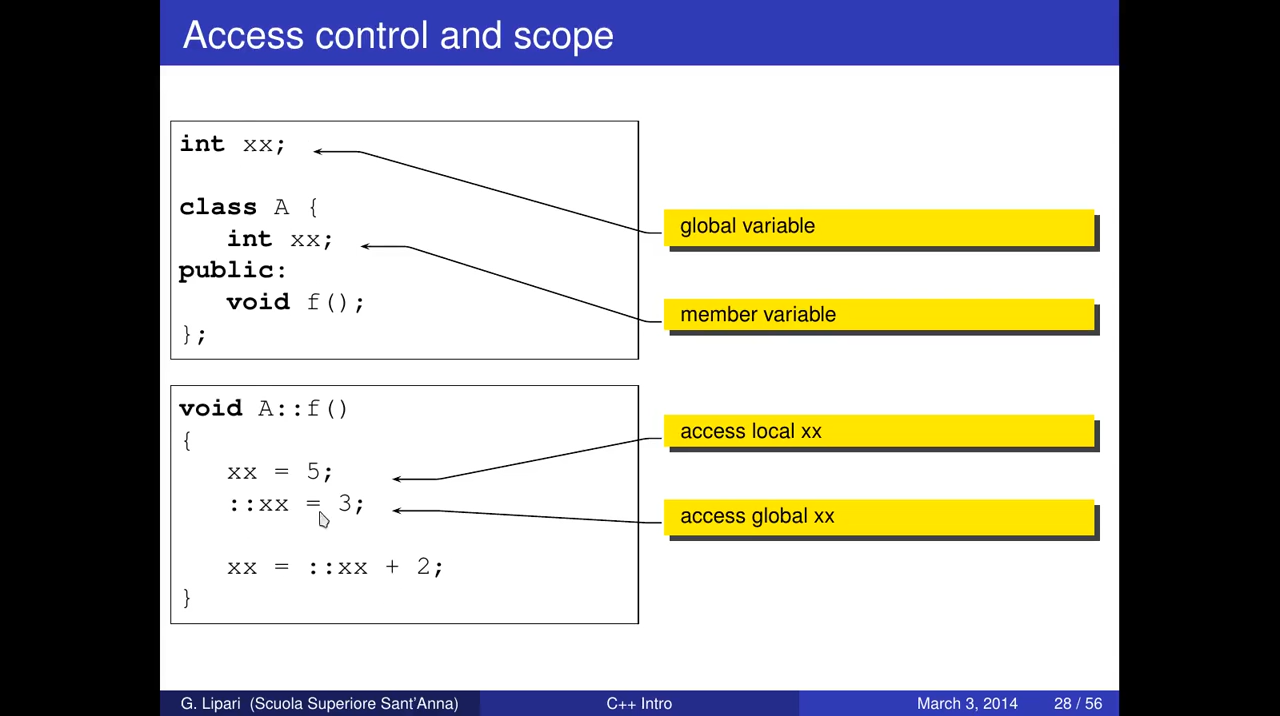 Access control and scope
int xx;
class A {
int xx;
public:
void f();
};
global variable
member variable
void A::f()
{
xx = 5;
::xx = 3;
xx = ::xx + 2;
}
access local xx
access global xx
G. Lipari (Scuola Superiore Sant'Anna)
C++ Intro
March 3, 2014
28 / 56